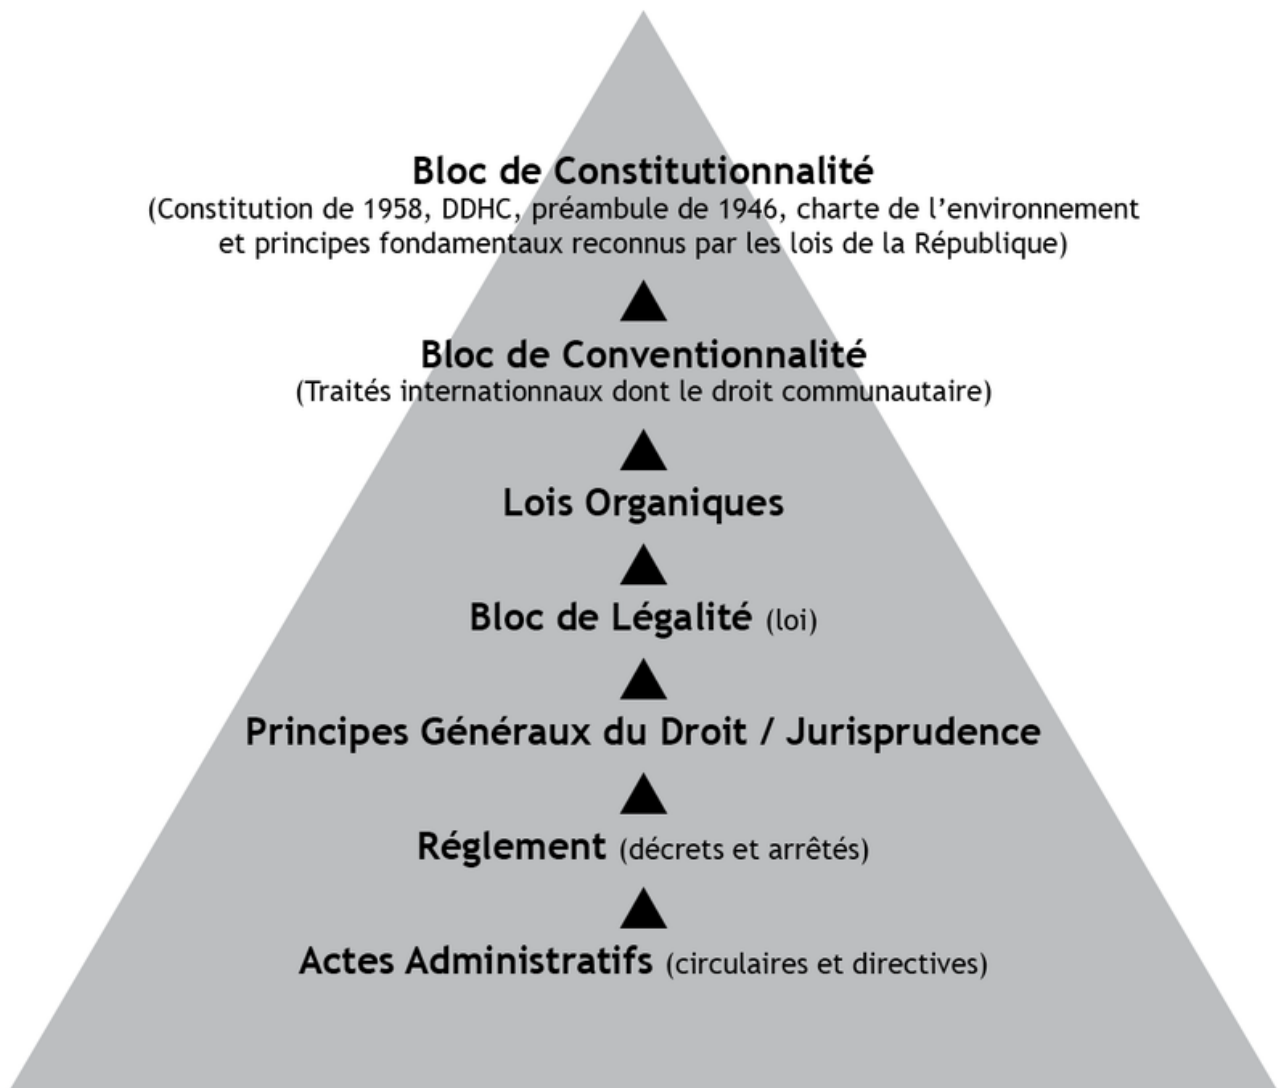 Bloc de Constitutionnalité
(Constitution de 1958, DDHC, préambule de 1946, charte de l’environnement
et principes fondamentaux reconnus par les lois de la République)
Bloc de Conventionnalité
(Traités internationnaux dont le droit communautaire)
Lois Organiques
Bloc de Légalité (loi)
Principes Généraux du Droit / Jurisprudence
Réglement (décrets et arrêtés)
Actes Administratifs (circulaires et directives)